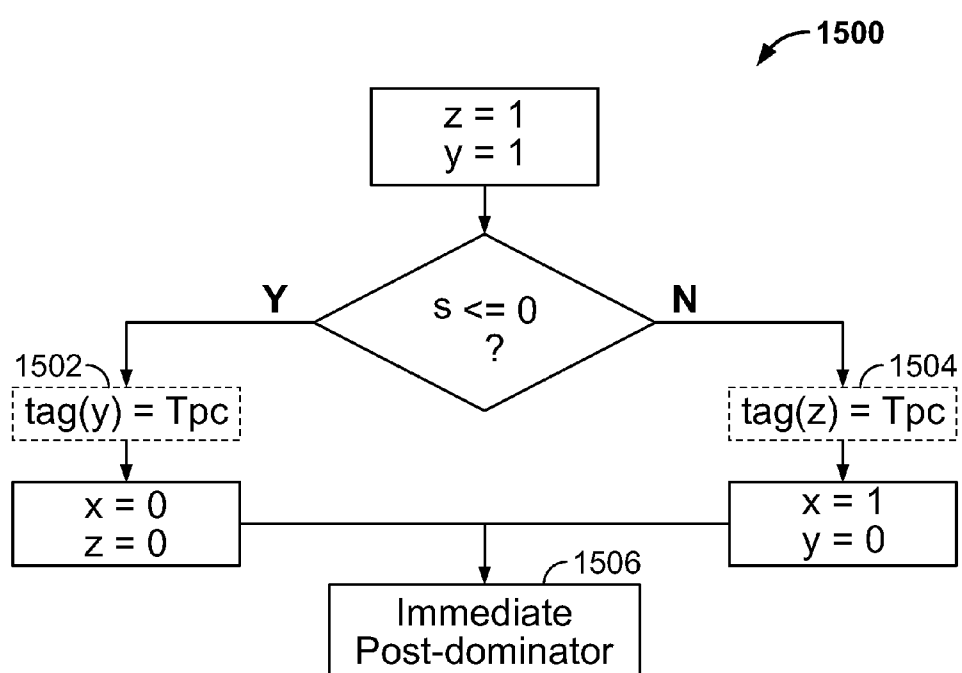 1500
z = 1
y = 1
Y
s <= 0
?
N
1502
tag(y) = Tpc
1504
tag(z) = Tpc
x = 0
z = 0
x = 1
y = 0
1506
Immediate
Post-dominator